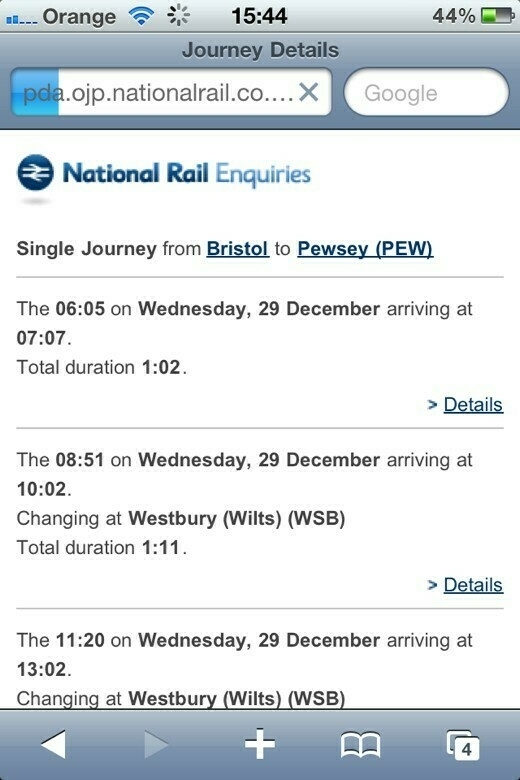 Orange 15:44 44%
Journey Details
pda.ojp.nationalrail.co.... Google
National Rail Enquiries
Single Journey from Bristol to Pewsey (PEW)
The 06:05 on Wednesday, 29 December arriving at
07:07.
Total duration 1:02.
> Details
The 08:51 on Wednesday, 29 December arriving at
10:02.
Changing at Westbury (Wilts) (WSB)
Total duration 1:11.
> Details
The 11:20 on Wednesday, 29 December arriving at
13:02.
Changing at Westbury (Wilts) (WSB)
4